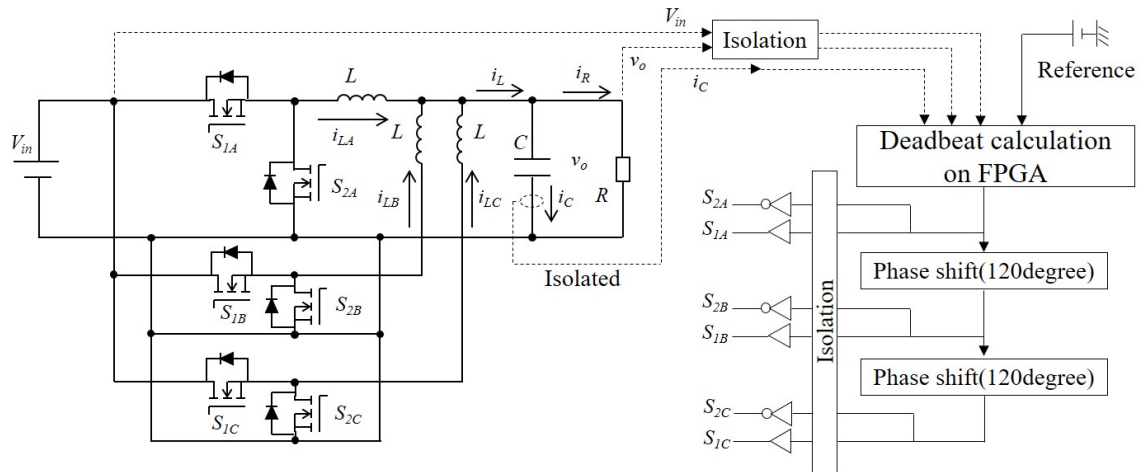 V_in
Isolation
v_o
i_C
Reference
Deadbeat calculation
on FPGA
V_in
S_1A
L
i_LA
S_2A
L
i_LB
L
i_LC
i_L
i_R
C
v_o
i_C
R
Isolated
S_1B
S_2B
S_1C
S_2C
Isolation
S_2A
S_1A
Phase shift(120degree)
S_2B
S_1B
Phase shift(120degree)
S_2C
S_1C